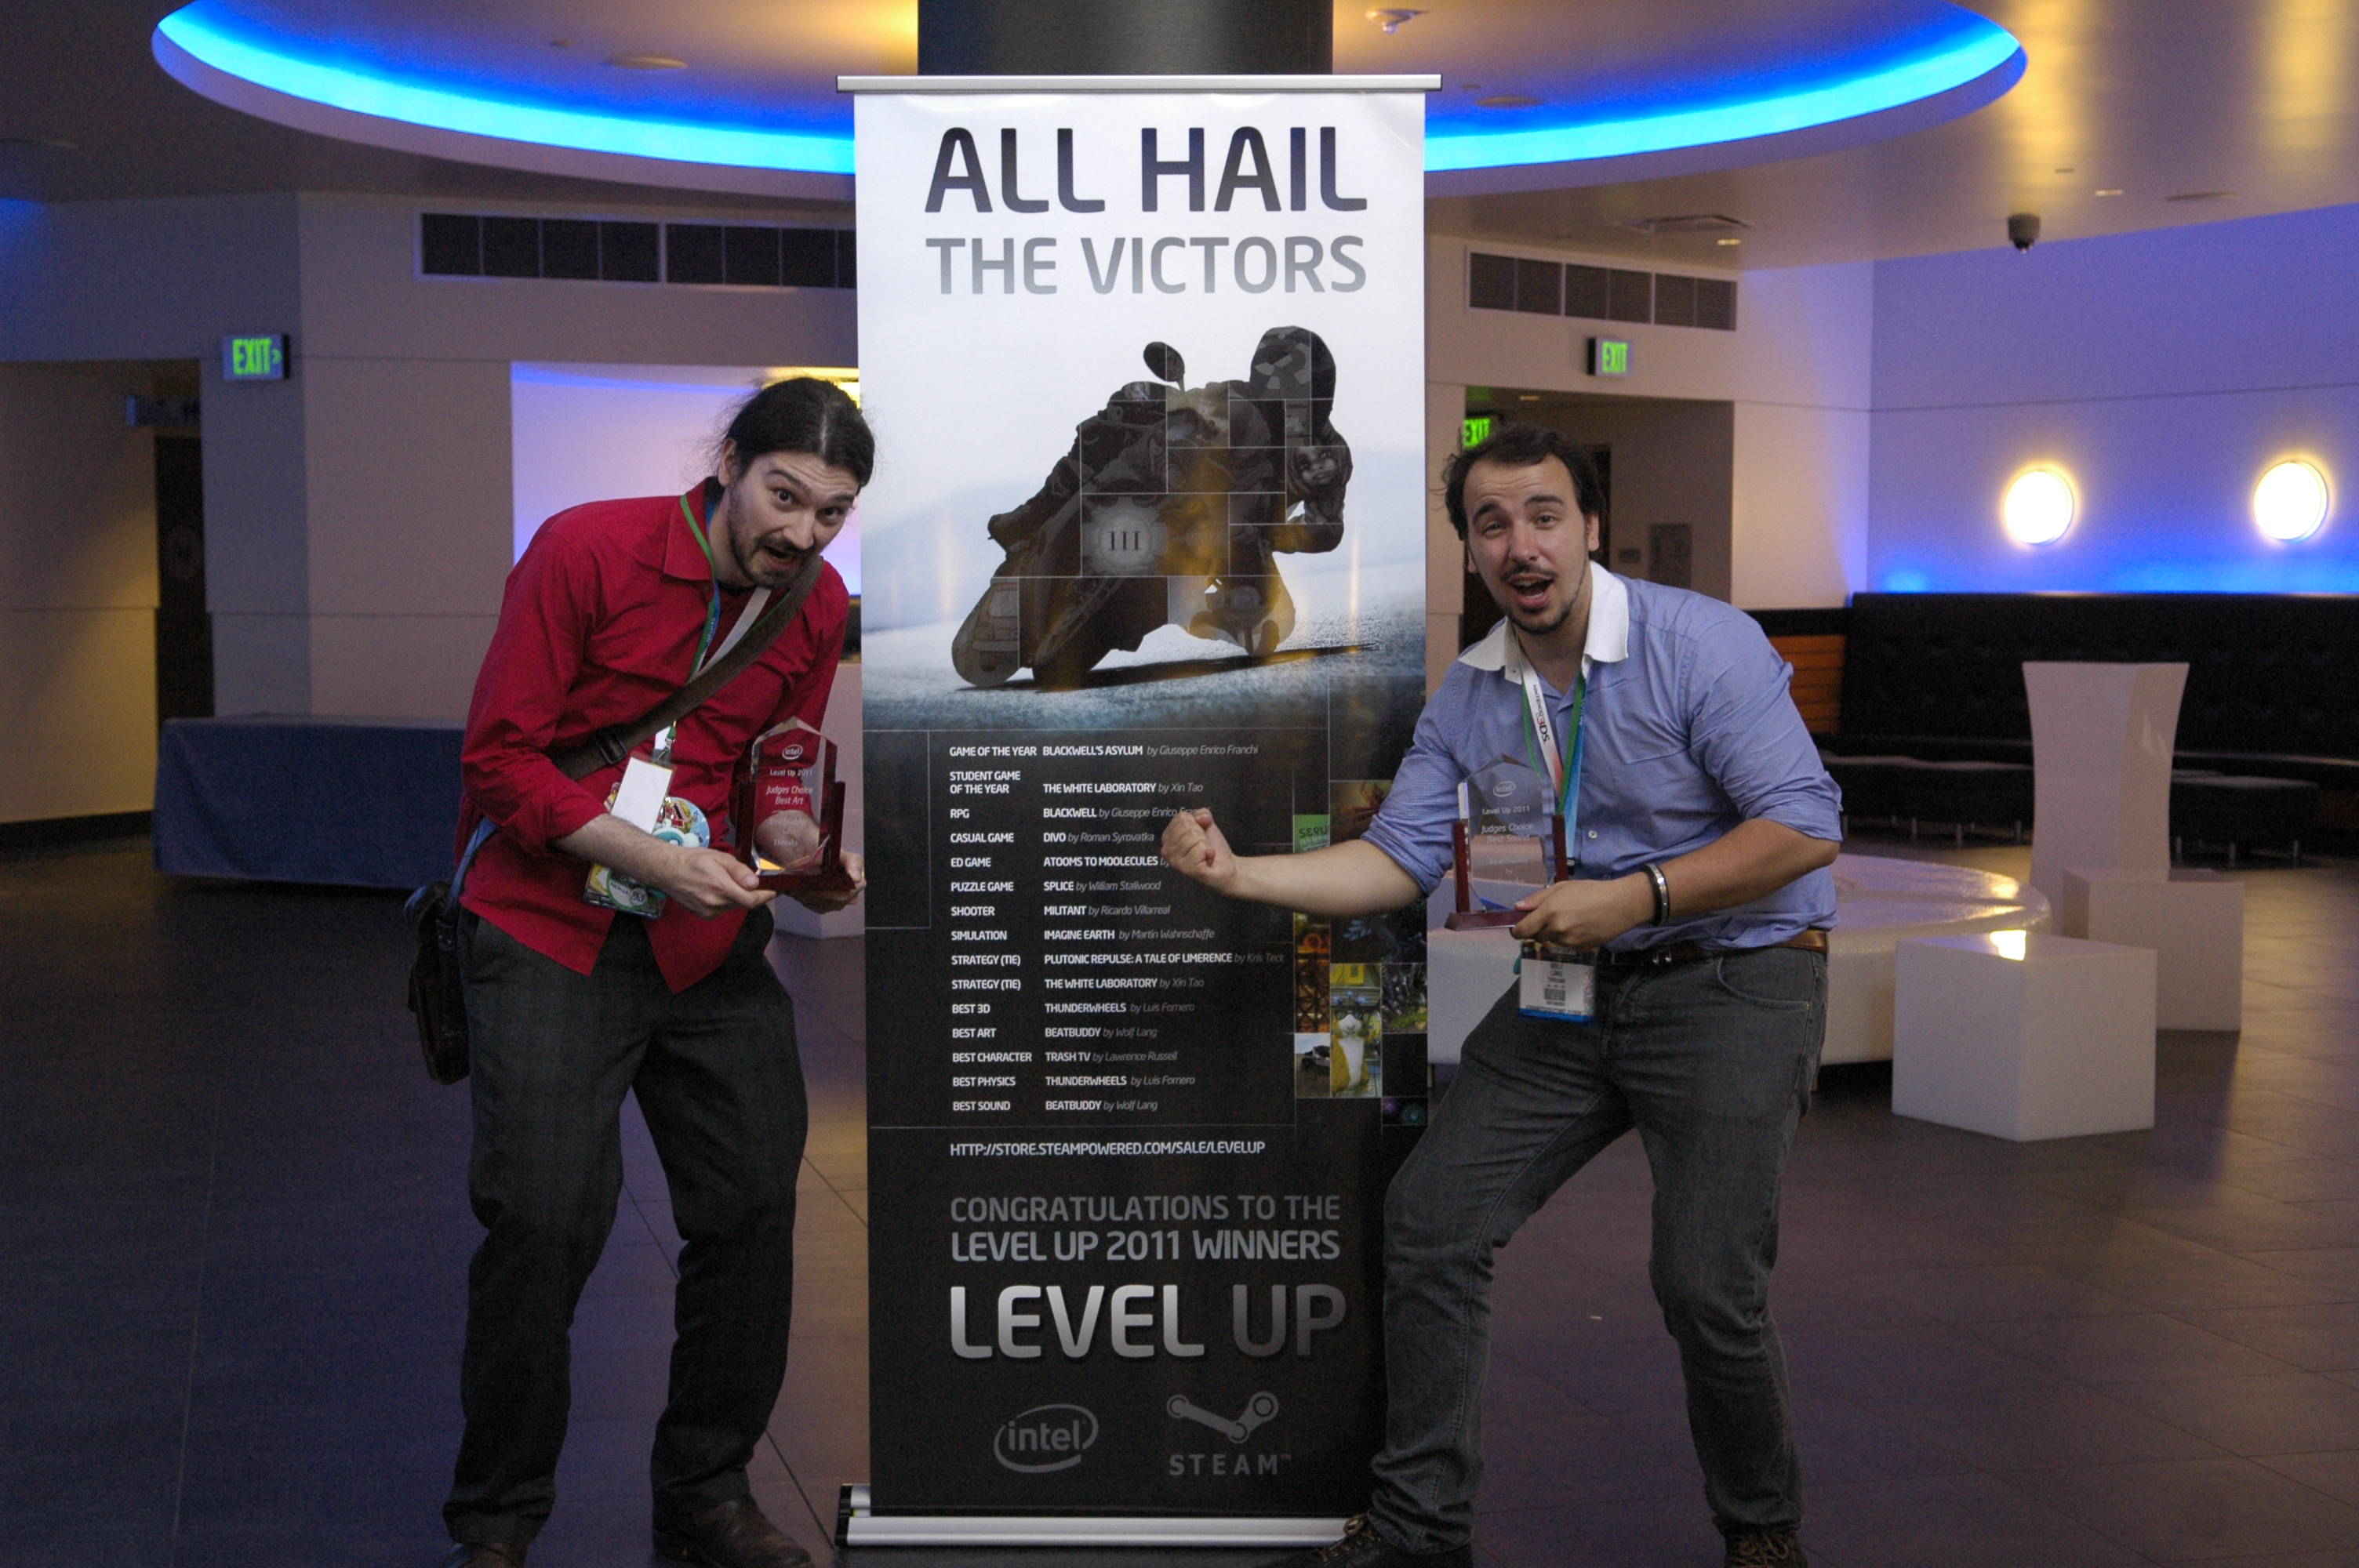 ALL HAIL
THE VICTORS
EXIT>
EXIT
EXIT
III
GAME OF THE YEAR BLACKWELL'S ASYLUM by Giuseppe Enrico Franchi
STUDENT GAME
OF THE YEAR THE WHITE LABORATORY by Xin Tao
RPG BLACKWELL by Giuseppe Enrico
CASUAL GAME DIVO by Roman Syrovatka
ED GAME ATOOMS TO MOOLECULES
PUZZLE GAME SPLICE by William Stallwood
SHOOTER MILITANT by Ricardo Villarreal
SIMULATION IMAGINE EARTH by Martin Wahnschaffe
STRATEGY (TIE) PLUTONIC REPULSE: A TALE OF LIMERENCE by Kris Teck
STRATEGY (TIE) THE WHITE LABORATORY by Xin Tao
BEST 3D THUNDERWHEELS by Luis Fornero
BEST ART BEATBUDDY by Wolf Lang
BEST CHARACTER TRASH TV by Lawrence Russell
BEST PHYSICS THUNDERWHEELS by Luis Fornero
BEST SOUND BEATBUDDY by Wolf Lang
HTTP://STORE.STEAMPOWERED.COM/SALE/LEVELUP
CONGRATULATIONS TO THE
LEVEL UP 2011 WINNERS
LEVEL UP
intel
STEAM™
intel
Level Up 2011
Judges Choice
Best Art
intel
Level Up 2011
Judges Choice
Best Sound